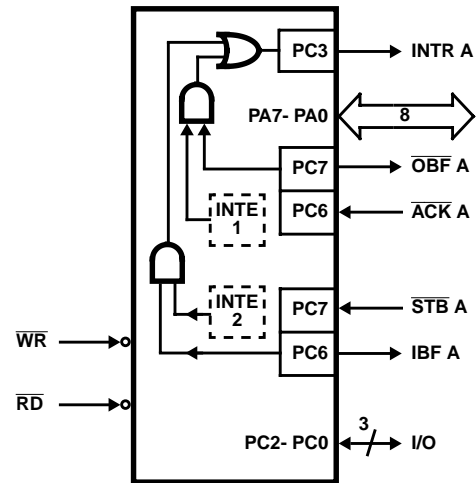 PC3 INTR A
PA7- PA0 8
PC7 OBF A
INTE 1 PC6 ACK A
INTE 2 PC7 STB A
WR PC6 IBF A
RD
PC2- PC0 3 I/O